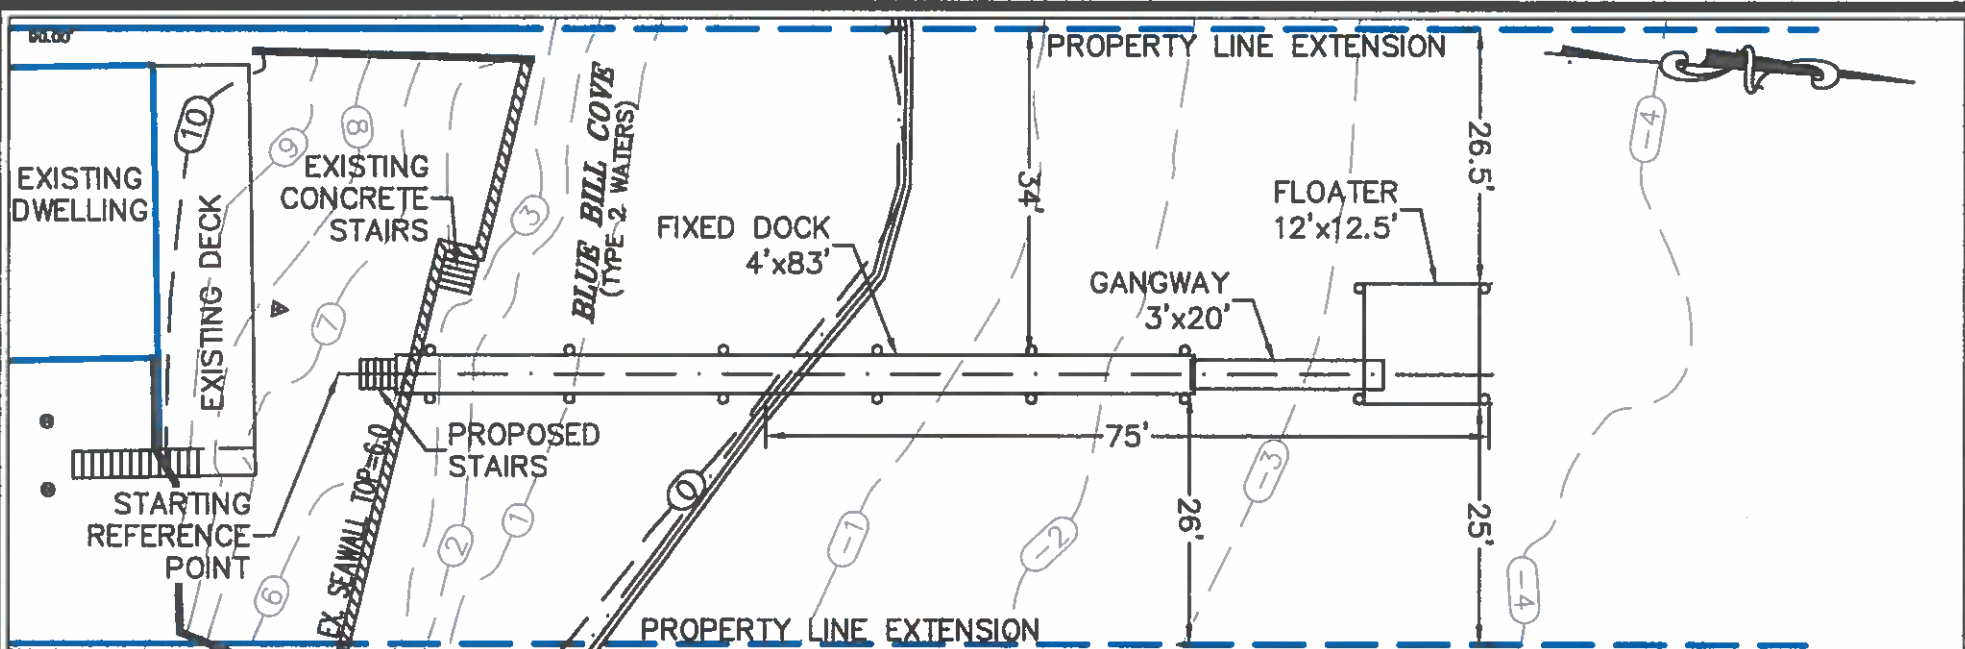 90.00'
PROPERTY LINE EXTENSION
EXISTING
DWELLING
10
EXISTING DECK
9
8
7
6
EXISTING
CONCRETE
STAIRS
3
2
1
BLUE BILL COVE
(TYPE 2 WATERS)
FIXED DOCK
4'x83'
34'
26.5'
FLOATER
12'x12.5'
GANGWAY
3'x20'
-4
PROPOSED
STAIRS
STARTING
REFERENCE
POINT
EX. SEAWALL TOP=6.0
0
75'
-1
-2
-3
26'
25'
-4
PROPERTY LINE EXTENSION